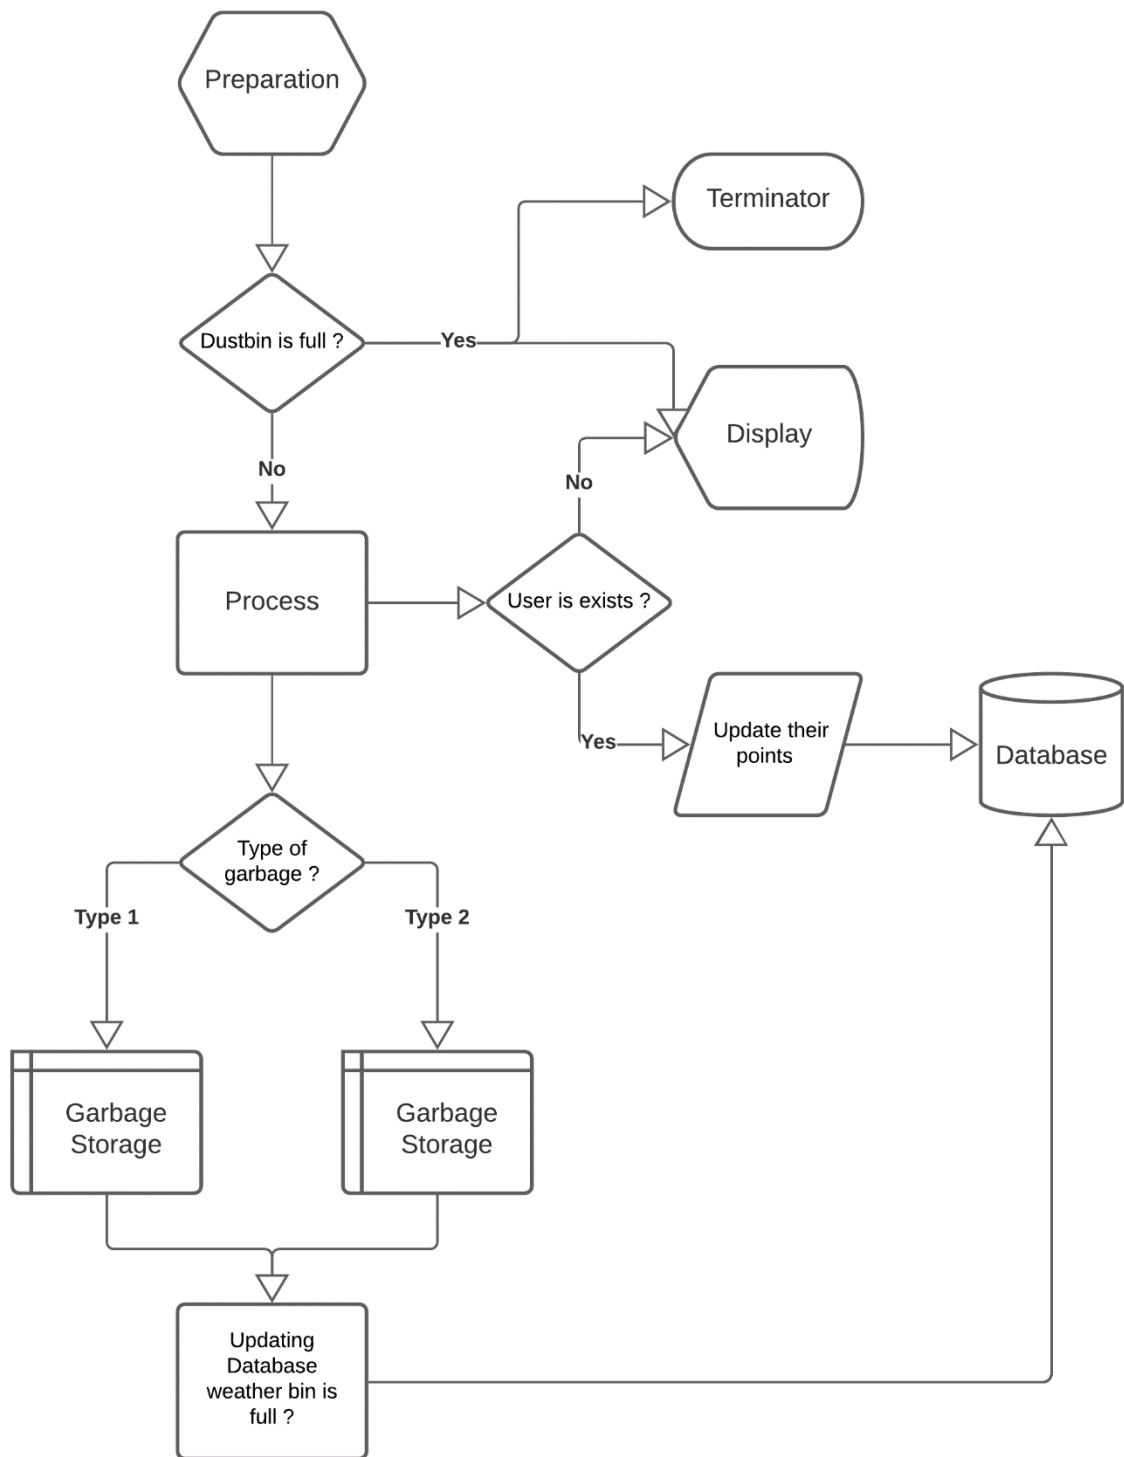 Preparation
Terminator
Dustbin is full ?
Yes
Display
No
No
Process
User is exists ?
Update their
points
Yes
Database
Type of
garbage ?
Type 1
Type 2
Garbage
Storage
Garbage
Storage
Updating
Database
weather bin is
full ?